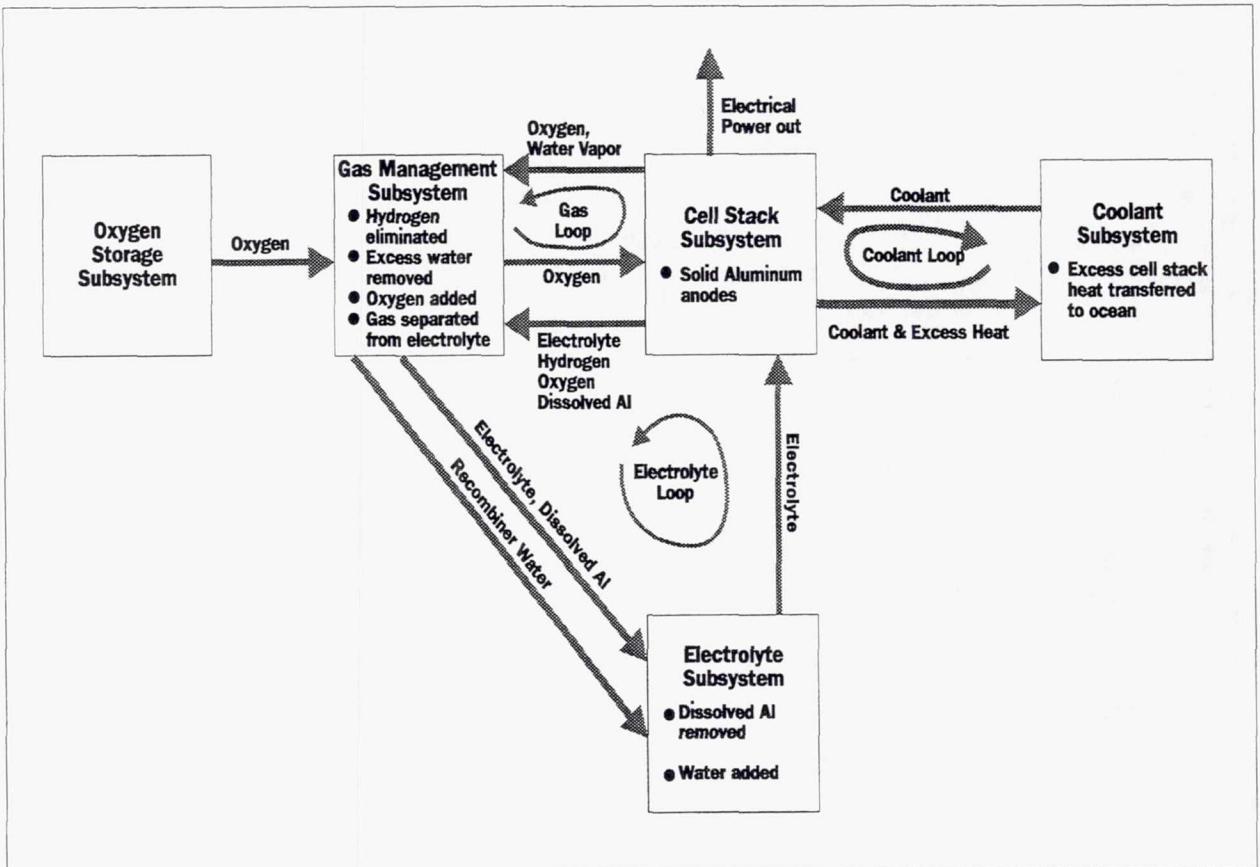 Electrical
Power out
Oxygen,
Water Vapor
Oxygen
Storage
Subsystem
Oxygen
Gas Management
Subsystem
● Hydrogen
eliminated
● Excess water
removed
● Oxygen added
● Gas separated
from electrolyte
Gas
Loop
Oxygen
Electrolyte
Hydrogen
Oxygen
Dissolved Al
Cell Stack
Subsystem
● Solid Aluminum
anodes
Coolant
Coolant Loop
Coolant & Excess Heat
Coolant
Subsystem
● Excess cell stack
heat transferred
to ocean
Electrolyte, Dissolved Al
Recombiner Water
Electrolyte
Loop
Electrolyte
Electrolyte
Subsystem
● Dissolved Al
removed
● Water added